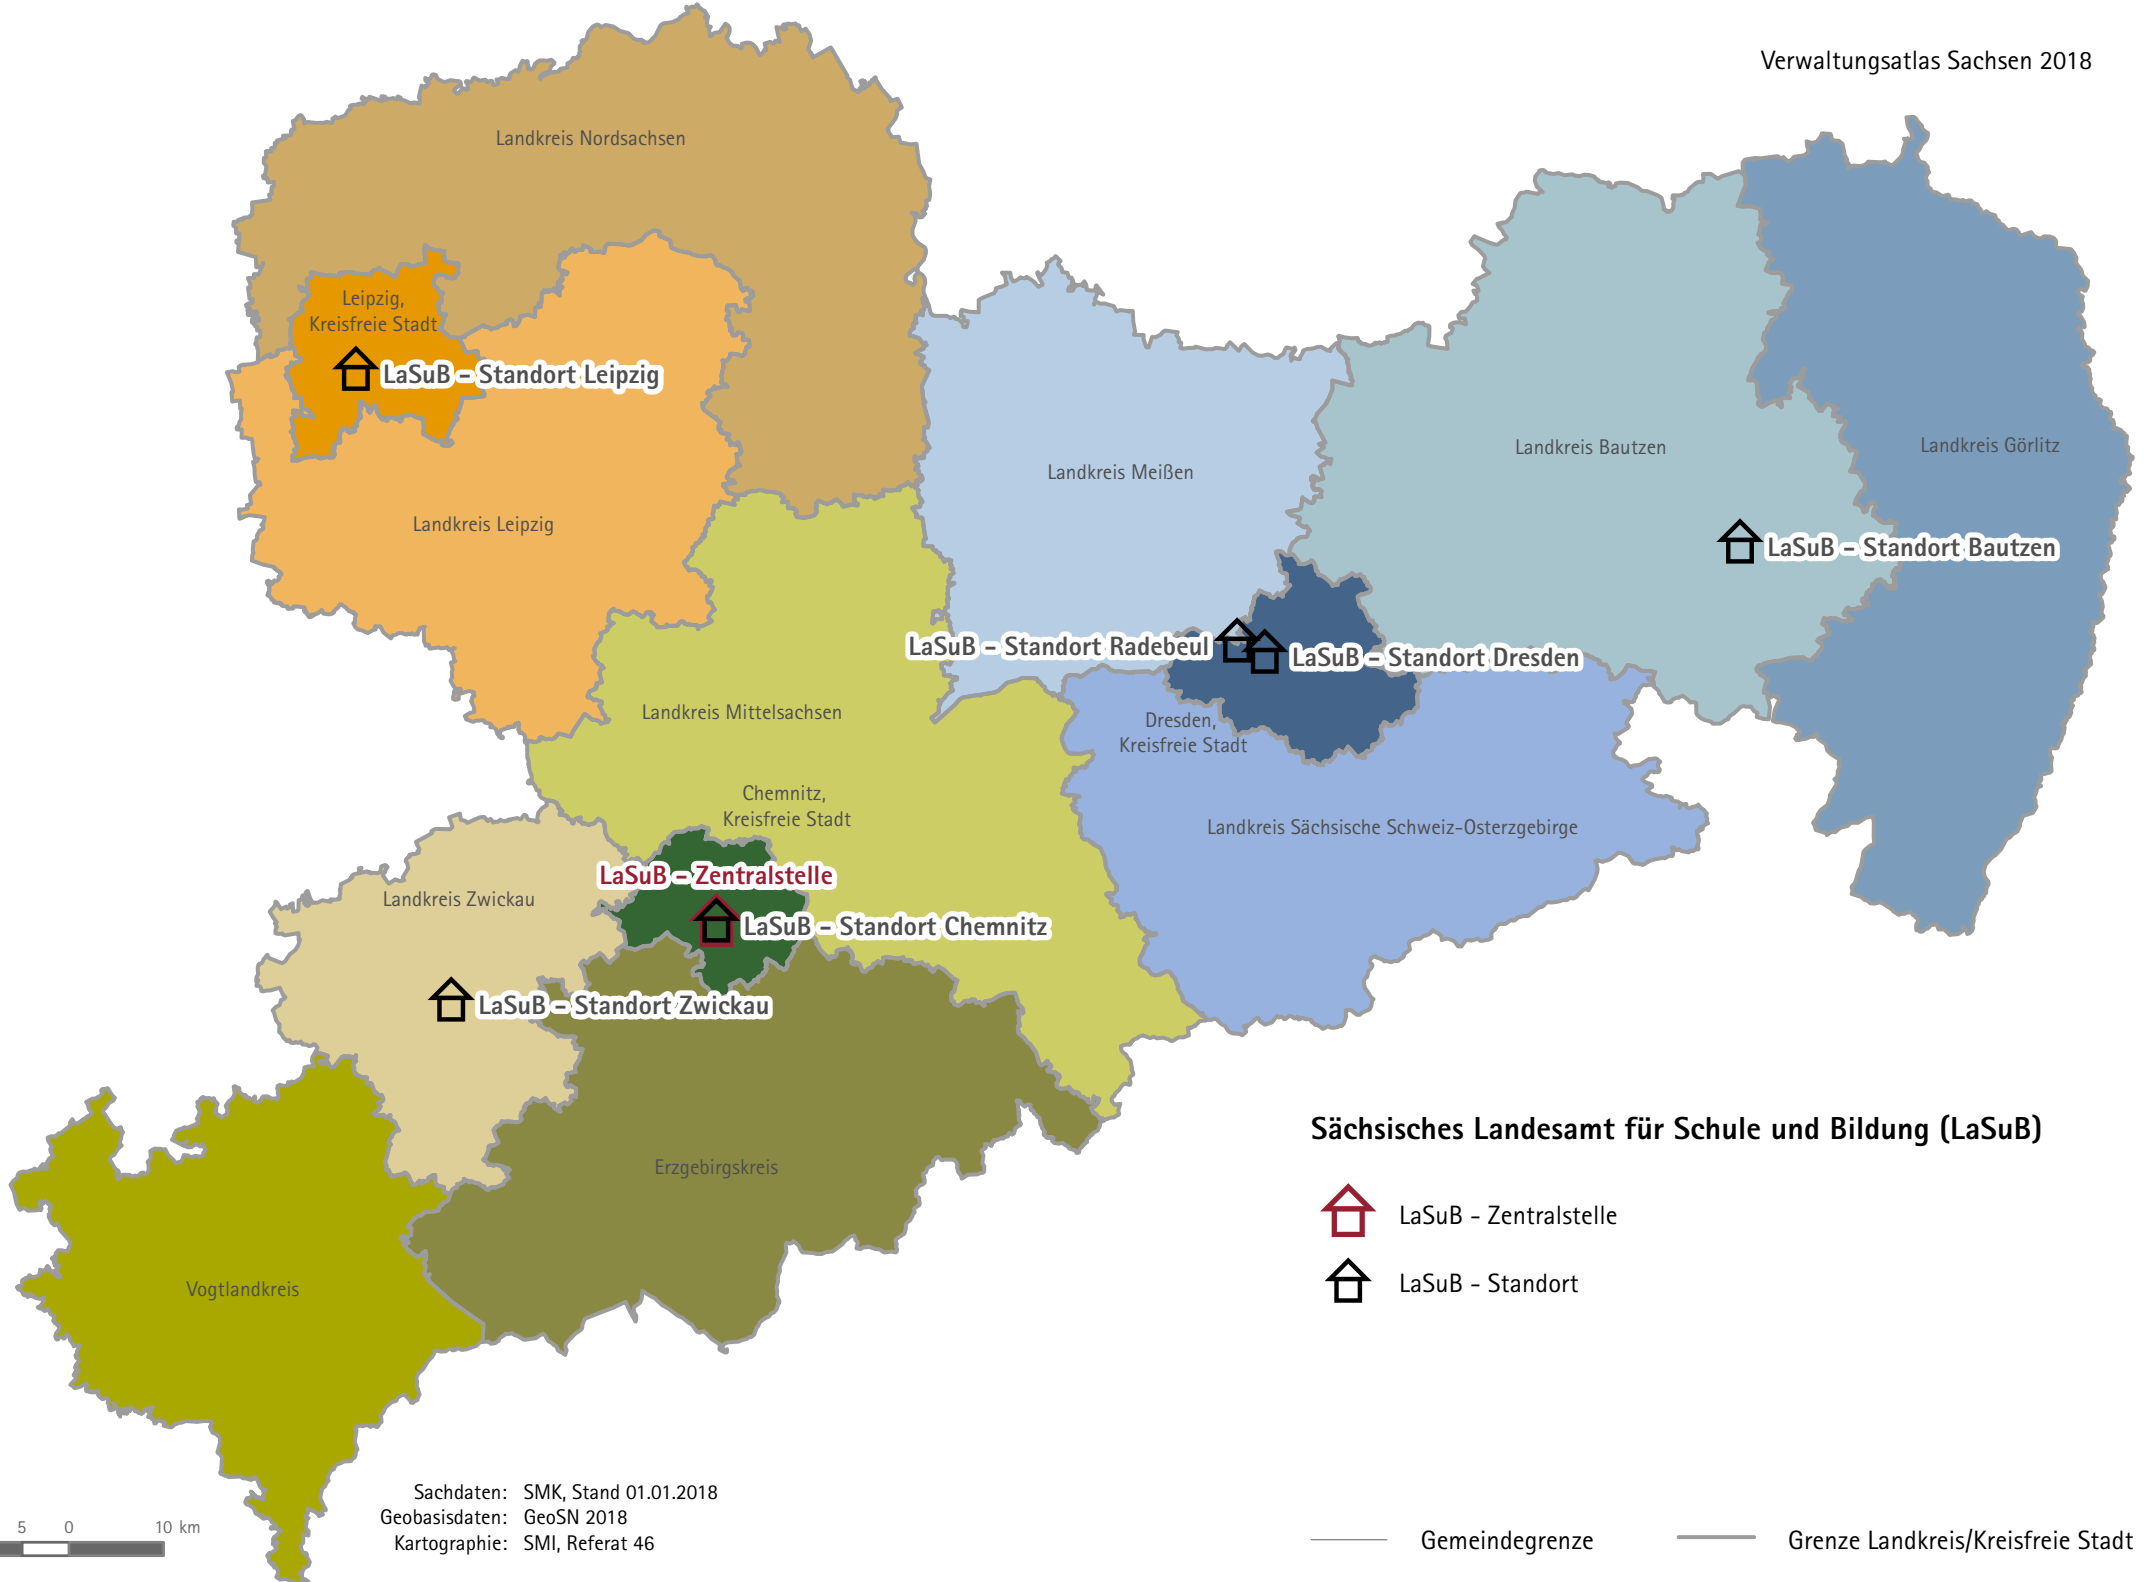 Verwaltungsatlas Sachsen 2018
Landkreis Nordsachsen
Leipzig,
Kreisfreie Stadt
LaSuB - Standort Leipzig
Landkreis Leipzig
Landkreis Meißen
Landkreis Bautzen
Landkreis Görlitz
LaSuB - Standort Bautzen
LaSuB - Standort Radebeul
LaSuB - Standort Dresden
Landkreis Mittelsachsen
Dresden,
Kreisfreie Stadt
Chemnitz,
Kreisfreie Stadt
Landkreis Sächsische Schweiz-Osterzgebirge
LaSuB - Zentralstelle
Landkreis Zwickau
LaSuB - Standort Chemnitz
LaSuB - Standort Zwickau
Erzgebirgskreis
Vogtlandkreis
Sächsisches Landesamt für Schule und Bildung (LaSuB)
LaSuB - Zentralstelle
LaSuB - Standort
Sachdaten: SMK, Stand 01.01.2018
Geobasisdaten: GeoSN 2018
Kartographie: SMI, Referat 46
5 0 10 km
Gemeindegrenze
Grenze Landkreis/Kreisfreie Stadt